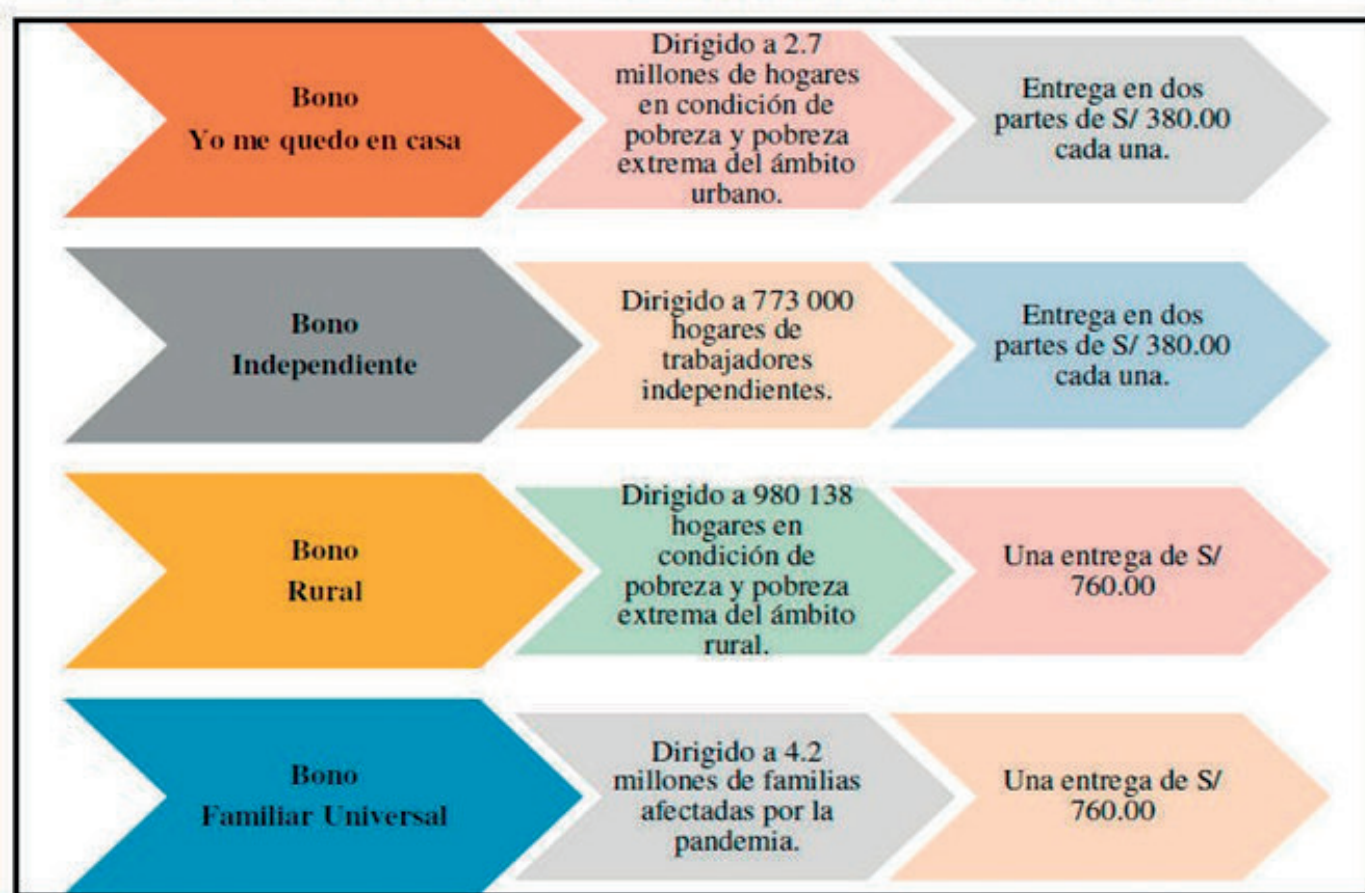 Bono
Yo me quedo en casa
Dirigido a 2.7
millones de hogares
en condición de
pobreza y pobreza
extrema del ámbito
urbano.
Entrega en dos
partes de S/ 380.00
cada una.
Bono
Independiente
Dirigido a 773 000
hogares de
trabajadores
independientes.
Entrega en dos
partes de S/ 380.00
cada una.
Bono
Rural
Dirigido a 980 138
hogares en
condición de
pobreza y pobreza
extrema del ámbito
rural.
Una entrega de S/
760.00
Bono
Familiar Universal
Dirigido a 4.2
millones de familias
afectadas por la
pandemia.
Una entrega de S/
760.00